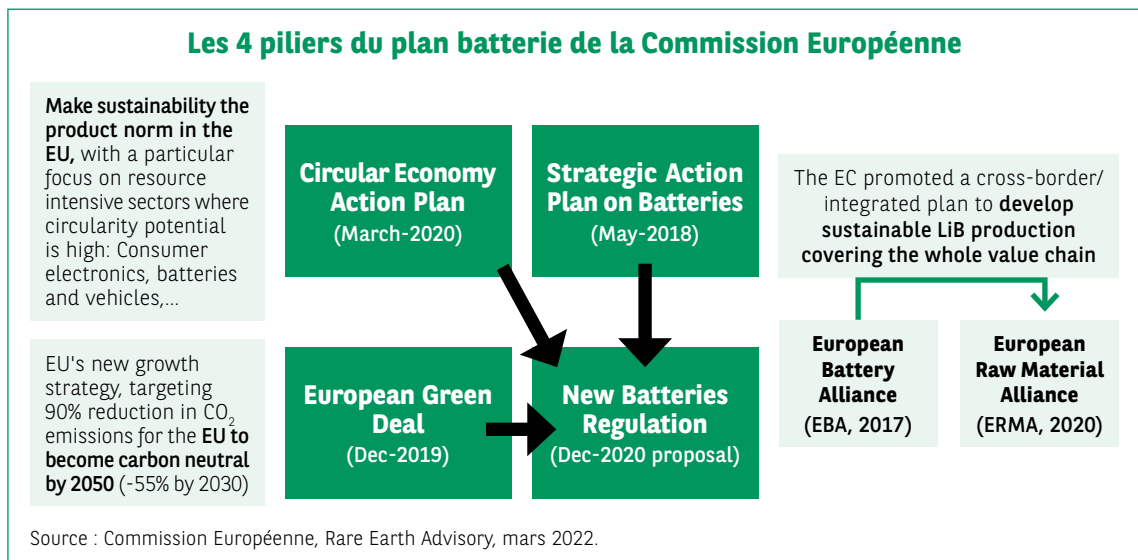 Les 4 piliers du plan batterie de la Commission Européenne
Make sustainability the
product norm in the
EU, with a particular
focus on resource
intensive sectors where
circularity potential
is high: Consumer
electronics, batteries
and vehicles,...
Circular Economy
Action Plan
(March-2020)
Strategic Action
Plan on Batteries
(May-2018)
The EC promoted a cross-border/
integrated plan to develop
sustainable LiB production
covering the whole value chain
EU's new growth
strategy, targeting
90% reduction in CO₂
emissions for the EU to
become carbon neutral
by 2050 (-55% by 2030)
European Green
Deal
(Dec-2019)
New Batteries
Regulation
(Dec-2020 proposal)
European
Battery
Alliance
(EBA, 2017)
European
Raw Material
Alliance
(ERMA, 2020)
Source : Commission Européenne, Rare Earth Advisory, mars 2022.